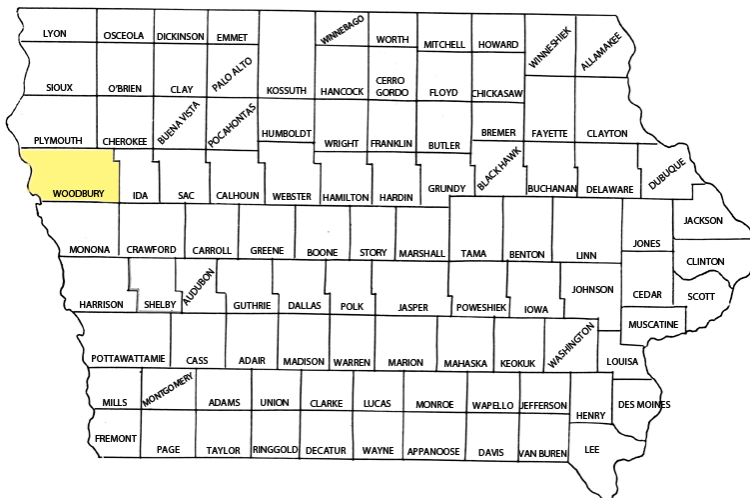 LYON OSCEOLA DICKINSON EMMET WINNEBAGO WORTH MITCHELL HOWARD WINNESHIEK ALLAMAKEE
SIOUX O'BRIEN CLAY PALO ALTO KOSSUTH HANCOCK CERRO GORDO FLOYD CHICKASAW
PLYMOUTH CHEROKEE BUENA VISTA POCAHONTAS HUMBOLDT WRIGHT FRANKLIN BUTLER BREMER FAYETTE CLAYTON
WOODBURY IDA SAC CALHOUN WEBSTER HAMILTON HARDIN GRUNDY BLACK HAWK BUCHANAN DELAWARE DUBUQUE
MONONA CRAWFORD CARROLL GREENE BOONE STORY MARSHALL TAMA BENTON LINN JONES JACKSON
CLINTON
HARRISON SHELBY AUDUBON GUTHRIE DALLAS POLK JASPER POWESHIEK IOWA JOHNSON CEDAR SCOTT
MUSCATINE
POTTAWATTAMIE CASS ADAIR MADISON WARREN MARION MAHASKA KEOKUK WASHINGTON LOUISA
MILLS MONTGOMERY ADAMS UNION CLARKE LUCAS MONROE WAPELLO JEFFERSON HENRY DES MOINES
FREMONT PAGE TAYLOR RINGGOLD DECATUR WAYNE APPANOOSE DAVIS VAN BUREN LEE